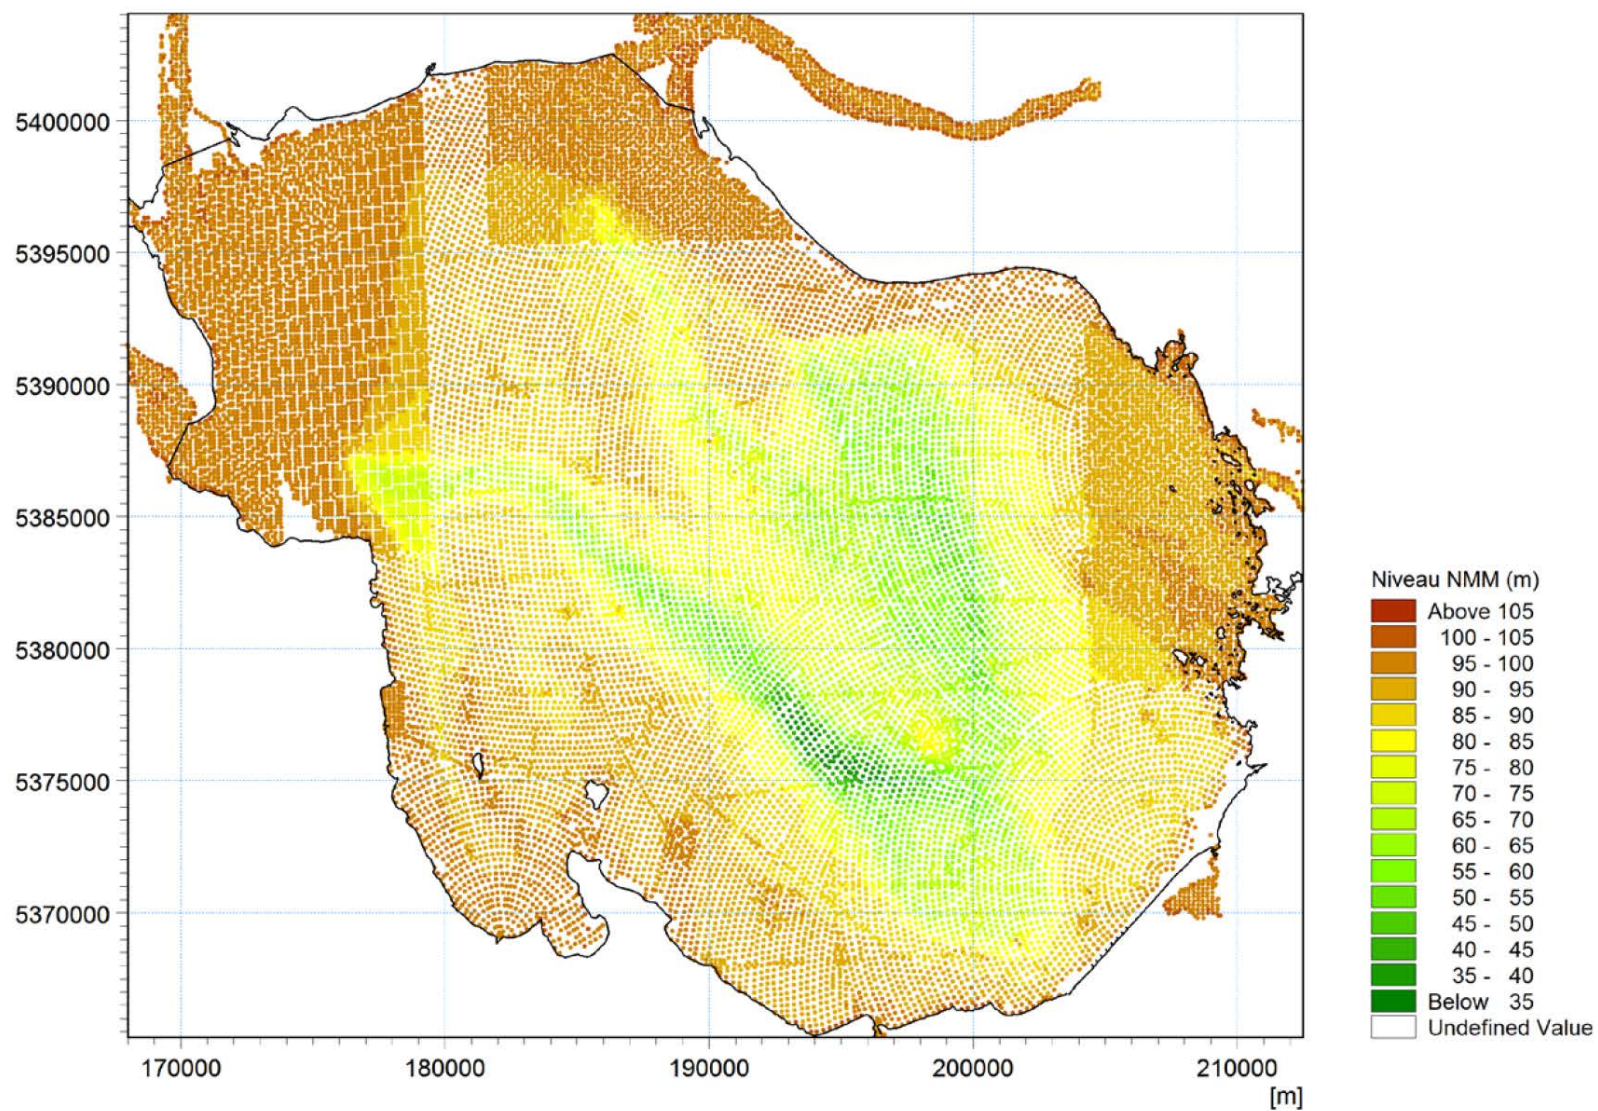 5400000
5395000
5390000
5385000
5380000
5375000
5370000
170000 180000 190000 200000 210000
[m]
Niveau NMM (m)
Above 105
100 - 105
95 - 100
90 - 95
85 - 90
80 - 85
75 - 80
70 - 75
65 - 70
60 - 65
55 - 60
50 - 55
45 - 50
40 - 45
35 - 40
Below 35
Undefined Value